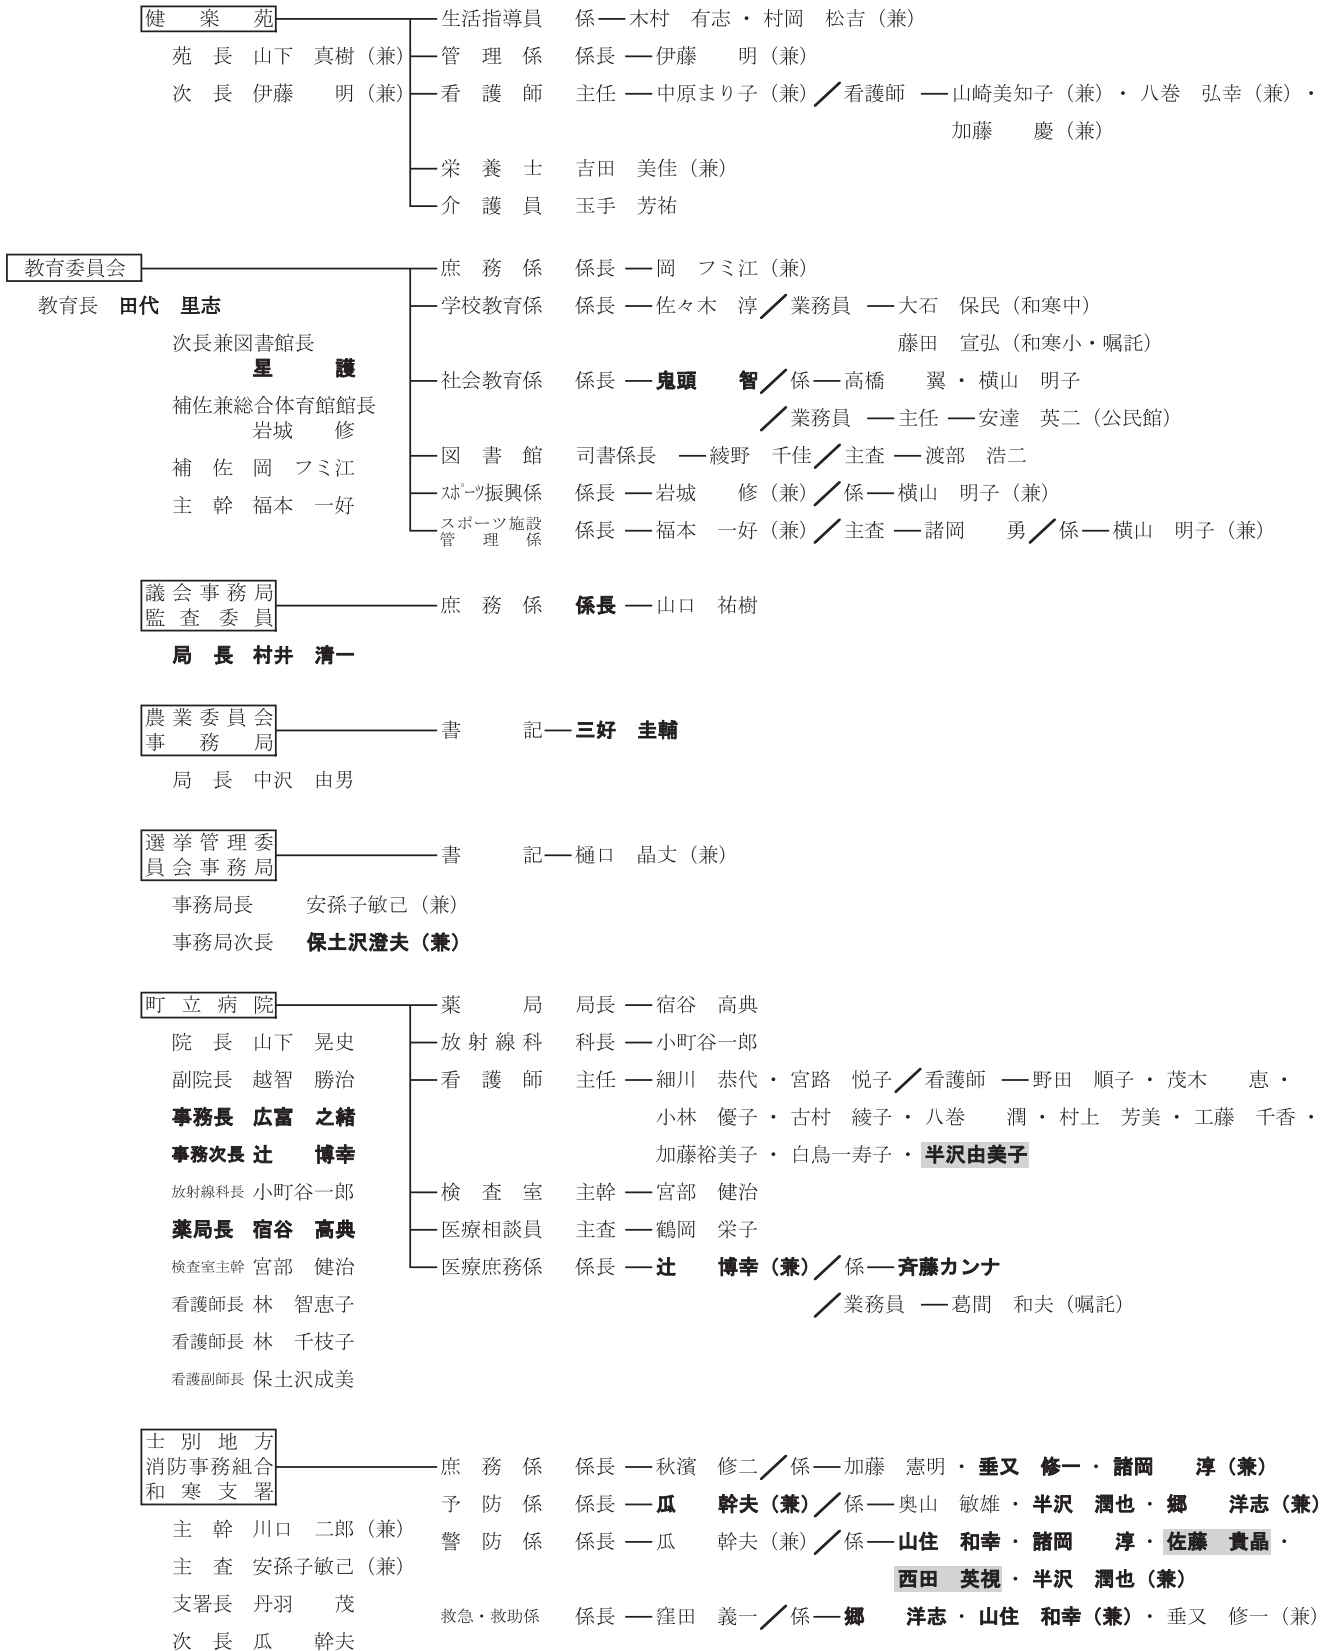 健　楽　苑
生活指導員　係―木村　有志・村岡　松吉（兼）
苑　長　山下　真樹（兼）
管　理　係　係長―伊藤　　明（兼）
次　長　伊藤　　明（兼）
看　護　師　主任―中原まり子（兼）／看護師　―山崎美知子（兼）・八巻　弘幸（兼）・
加藤　　慶（兼）
栄　養　士　吉田　美佳（兼）
介　護　員　玉手　芳祐
教育委員会
庶　務　係　係長―岡　フミ江（兼）
教育長　田代　里志
学校教育係　係長―佐々木　淳／業務員　―大石　保民（和寒中）
次長兼図書館長
藤田　宣弘（和寒小・嘱託）
星　　　護
社会教育係　係長―鬼頭　　智／係―高橋　　翼・横山　明子
補佐兼総合体育館館長
／業務員　―主任―安達　英二（公民館）
岩城　　修
図　書　館　司書係長　―綾野　千佳／主査―渡部　浩二
補　佐　岡　フミ江
ｽﾎﾟｰﾂ振興係　係長―岩城　　修（兼）／係―横山　明子（兼）
主　幹　福本　一好
スポーツ施設
管　理　係　係長―福本　一好（兼）／主査―諸岡　　勇／係―横山　明子（兼）
議会事務局
監査委員
庶　務　係　係長―山口　祐樹
局　長　村井　清一
農業委員会
事　務　局
書　　　記―三好　圭輔
局　長　中沢　由男
選挙管理委
員会事務局
書　　　記―樋口　晶丈（兼）
事務局長　　安孫子敏己（兼）
事務局次長　保土沢澄夫（兼）
町　立　病　院
薬　　　局　局長―宿谷　高典
院　長　山下　晃史
放射線科　科長―小町谷一郎
副院長　越智　勝治
看　護　師　主任―細川　恭代・宮路　悦子／看護師　―野田　順子・茂木　　恵・
事務長　広富　之緒
小林　優子・古村　綾子・八巻　　潤・村上　芳美・工藤　千香・
事務次長　辻　　博幸
加藤裕美子・白鳥一寿子・半沢由美子
放射線科長　小町谷一郎
検　査　室　主幹―宮部　健治
薬局長　宿谷　高典
医療相談員　主査―鶴岡　栄子
検査室主幹　宮部　健治
医療庶務係　係長―辻　　博幸（兼）／係―斉藤カンナ
看護師長　林　智恵子
／業務員　―葛間　和夫（嘱託）
看護師長　林　千枝子
看護副師長　保土沢成美
士　別　地　方
消防事務組合
和　寒　支　署
庶　務　係　係長―秋濱　修二／係―加藤　憲明・垂又　修一・諸岡　　淳（兼）
予　防　係　係長―瓜　　幹夫（兼）／係―奥山　敏雄・半沢　潤也・郷　　洋志（兼）
主　幹　川口　二郎（兼）
警　防　係　係長―瓜　　幹夫（兼）／係―山住　和幸・諸岡　　淳・佐藤　貴晶・
主　査　安孫子敏己（兼）
西田　英視・半沢　潤也（兼）
支署長　丹羽　　茂
救急・救助係　係長―窪田　義一／係―郷　　洋志・山住　和幸（兼）・垂又　修一（兼）
次　長　瓜　　幹夫